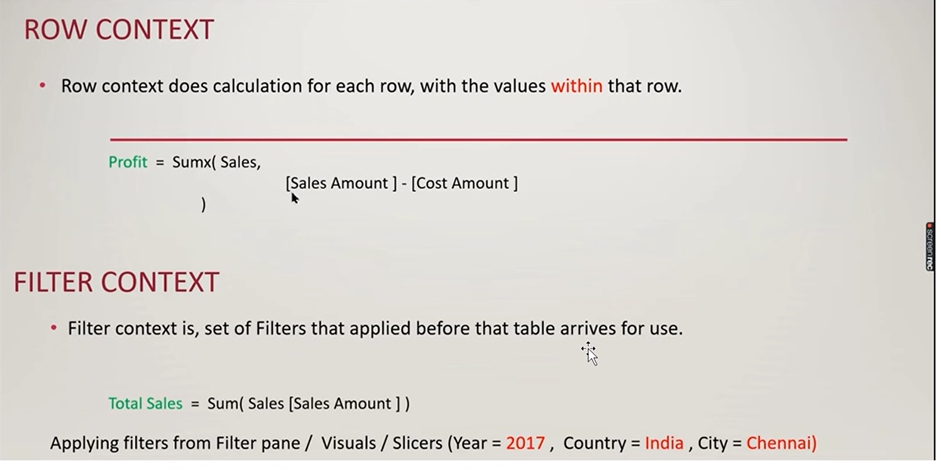 ROW CONTEXT
• Row context does calculation for each row, with the values within that row.
Profit = Sumx( Sales,
[Sales Amount ] - [Cost Amount ]
)
FILTER CONTEXT
• Filter context is, set of Filters that applied before that table arrives for use.
Total Sales = Sum( Sales [Sales Amount ] )
Applying filters from Filter pane / Visuals / Slicers (Year = 2017 , Country = India , City = Chennai)
screenrec